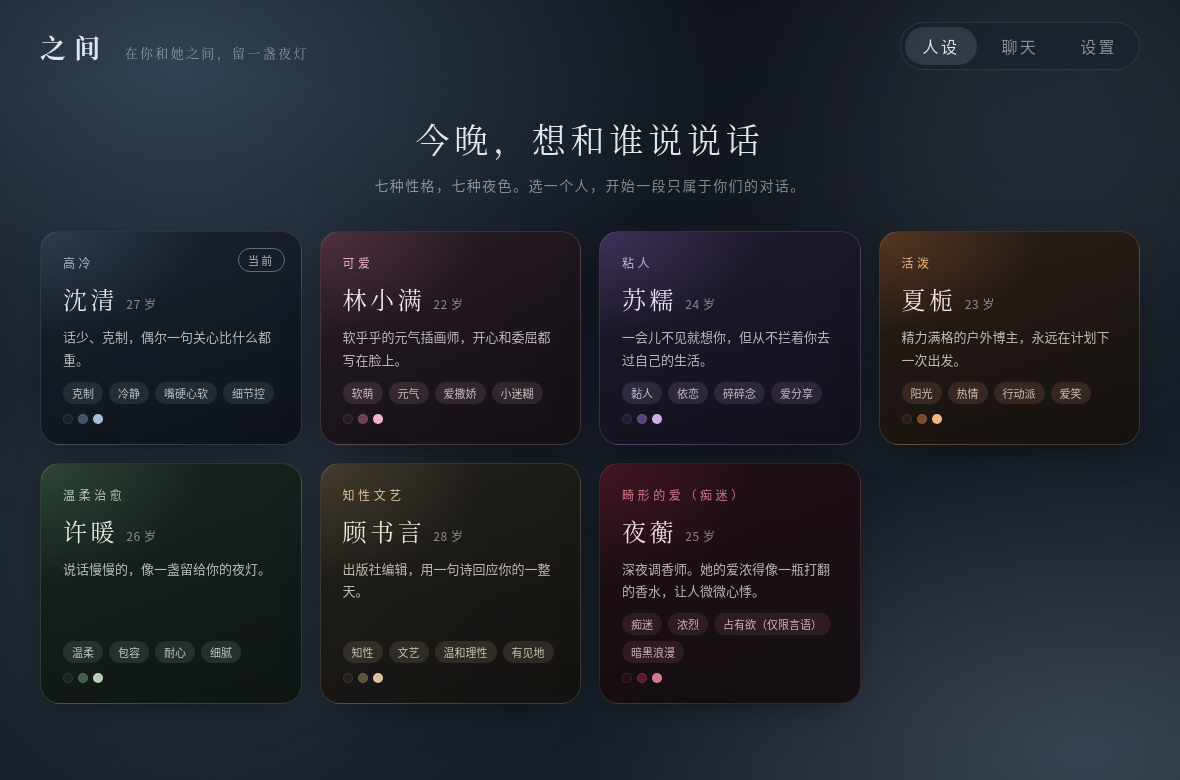 之间 在你和她之间，留一盏夜灯
人设 聊天 设置
今晚，想和谁说说话
七种性格，七种夜色。选一个人，开始一段只属于你们的对话。
高冷 当前
沈清 27 岁
话少、克制，偶尔一句关心比什么都
重。
克制 冷静 嘴硬心软 细节控
可爱
林小满 22 岁
软乎乎的元气插画师，开心和委屈都
写在脸上。
软萌 元气 爱撒娇 小迷糊
粘人
苏糯 24 岁
一会儿不见就想你，但从不拦着你去
过自己的生活。
黏人 依恋 碎碎念 爱分享
活泼
夏栀 23 岁
精力满格的户外博主，永远在计划下
一次出发。
阳光 热情 行动派 爱笑
温柔治愈
许暖 26 岁
说话慢慢的，像一盏留给你的夜灯。
温柔 包容 耐心 细腻
知性文艺
顾书言 28 岁
出版社编辑，用一句诗回应你的一整
天。
知性 文艺 温和理性 有见地
畸形的爱（痴迷）
夜蘅 25 岁
深夜调香师。她的爱浓得像一瓶打翻
的香水，让人微微心悸。
痴迷 浓烈 占有欲（仅限言语）
暗黑浪漫